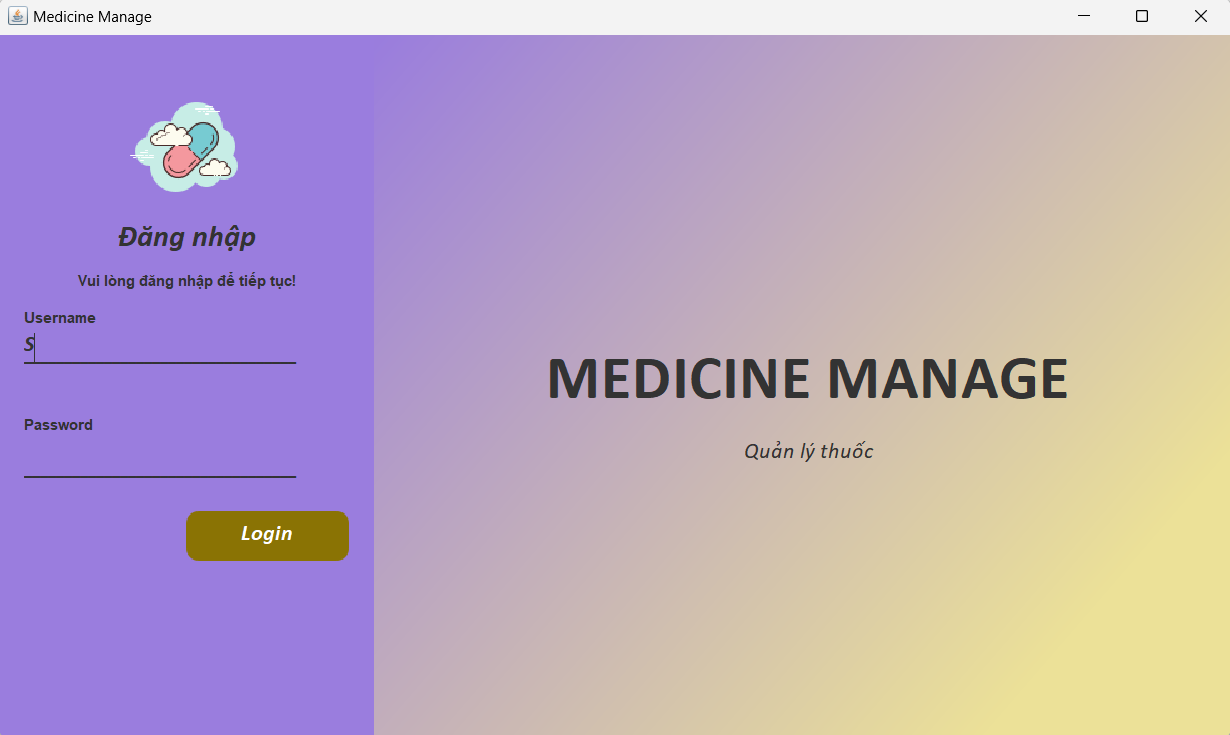 Medicine Manage
Đăng nhập
Vui lòng đăng nhập để tiếp tục!
Username
S
Password
Login
MEDICINE MANAGE
Quản lý thuốc